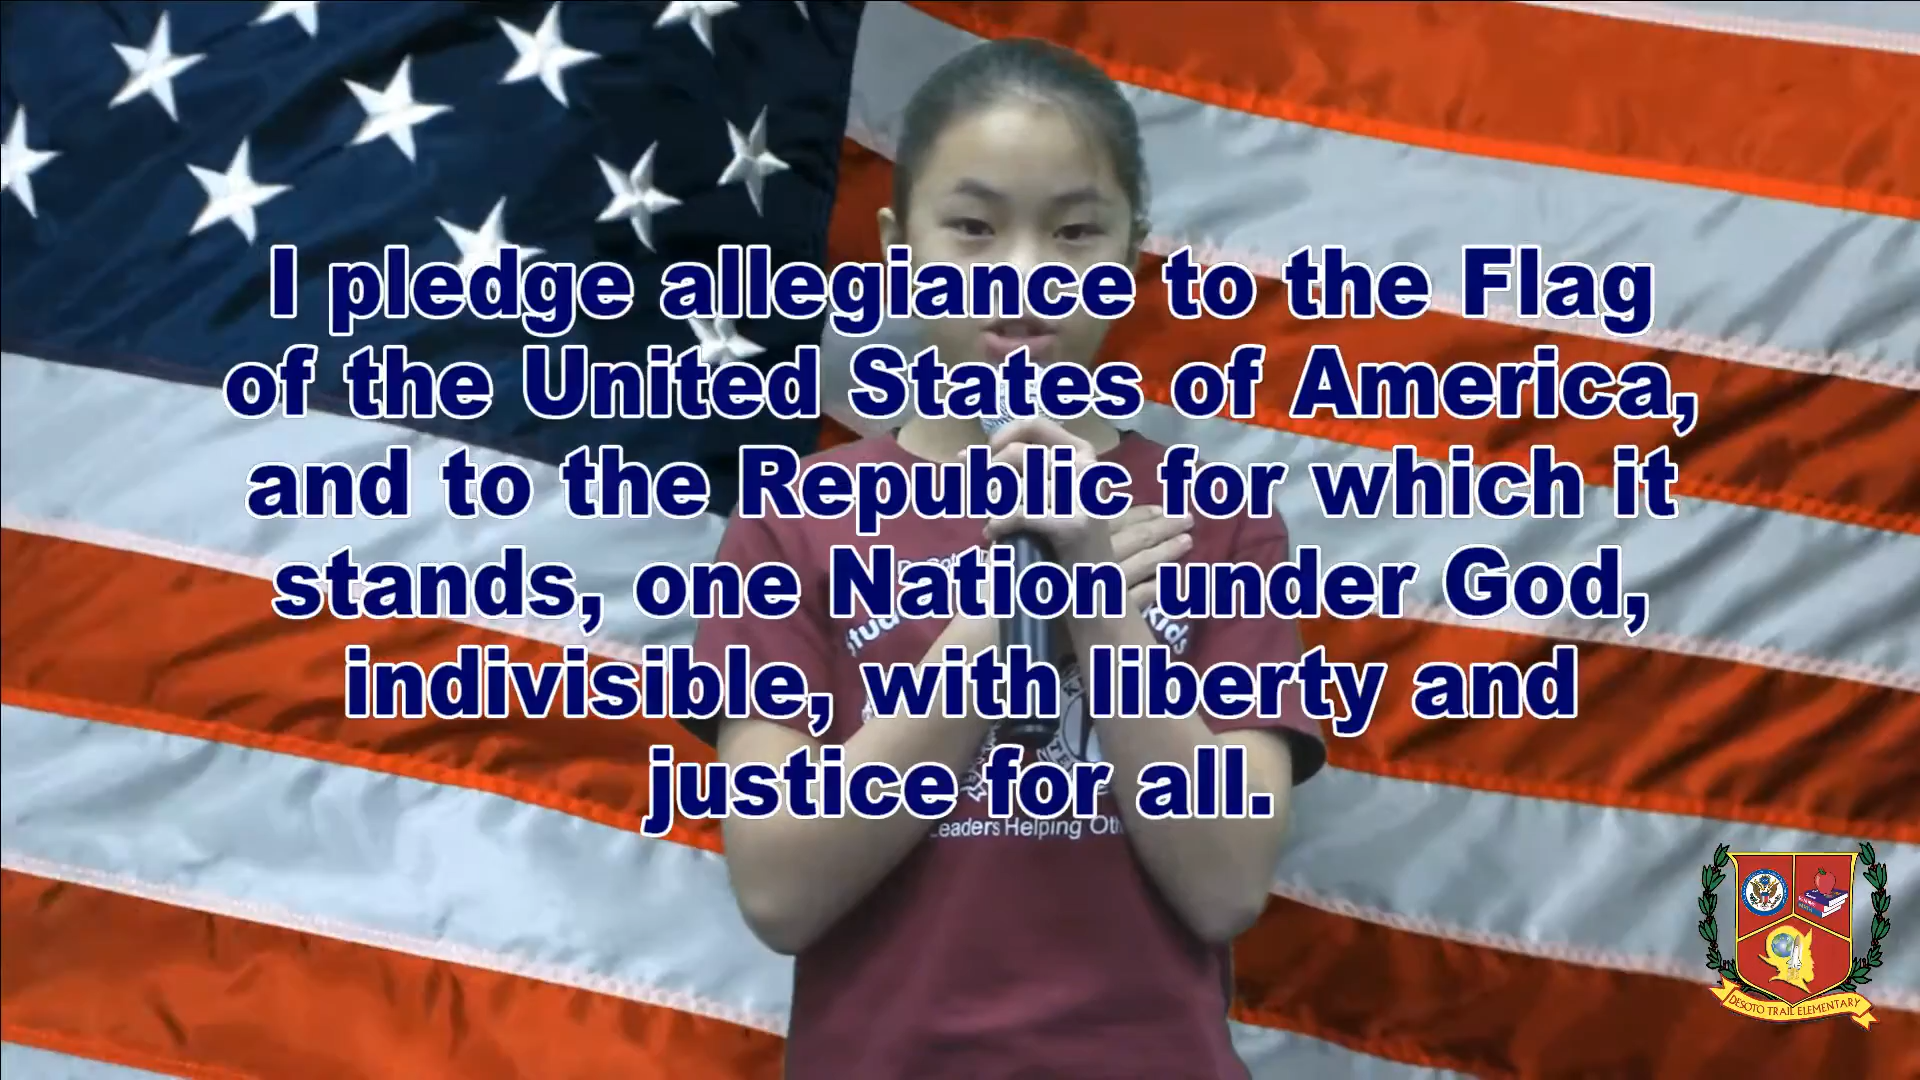 I pledge allegiance to the Flag
of the United States of America,
and to the Republic for which it
stands, one Nation under God,
indivisible, with liberty and
justice for all.
Kids
Leaders Helping
DESOTO TRAIL ELEMENTARY